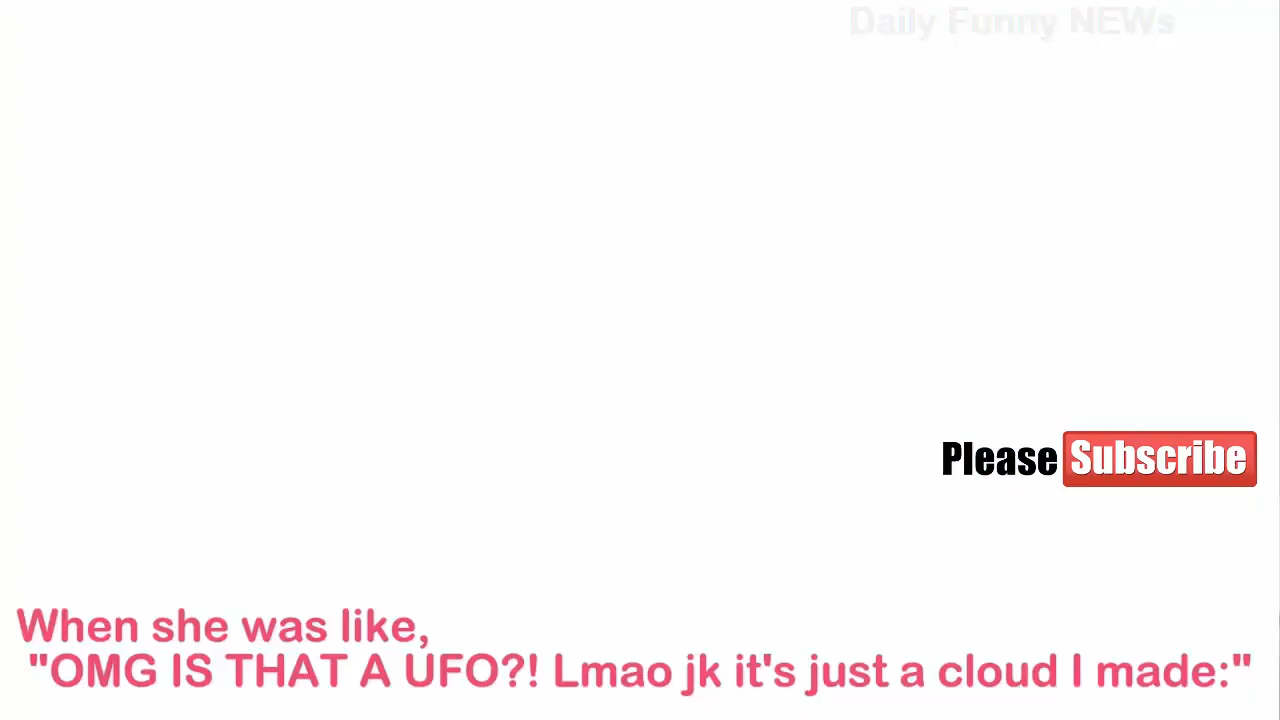 Daily Funny NEWs
Please Subscribe
When she was like,
"OMG IS THAT A UFO?! Lmao jk it's just a cloud I made:"